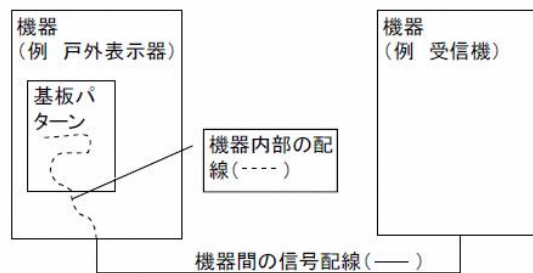 機器
(例 戸外表示器)
基板パ
ターン
機器内部の配
線(----)
機器
(例 受信機)
機器間の信号配線(――)